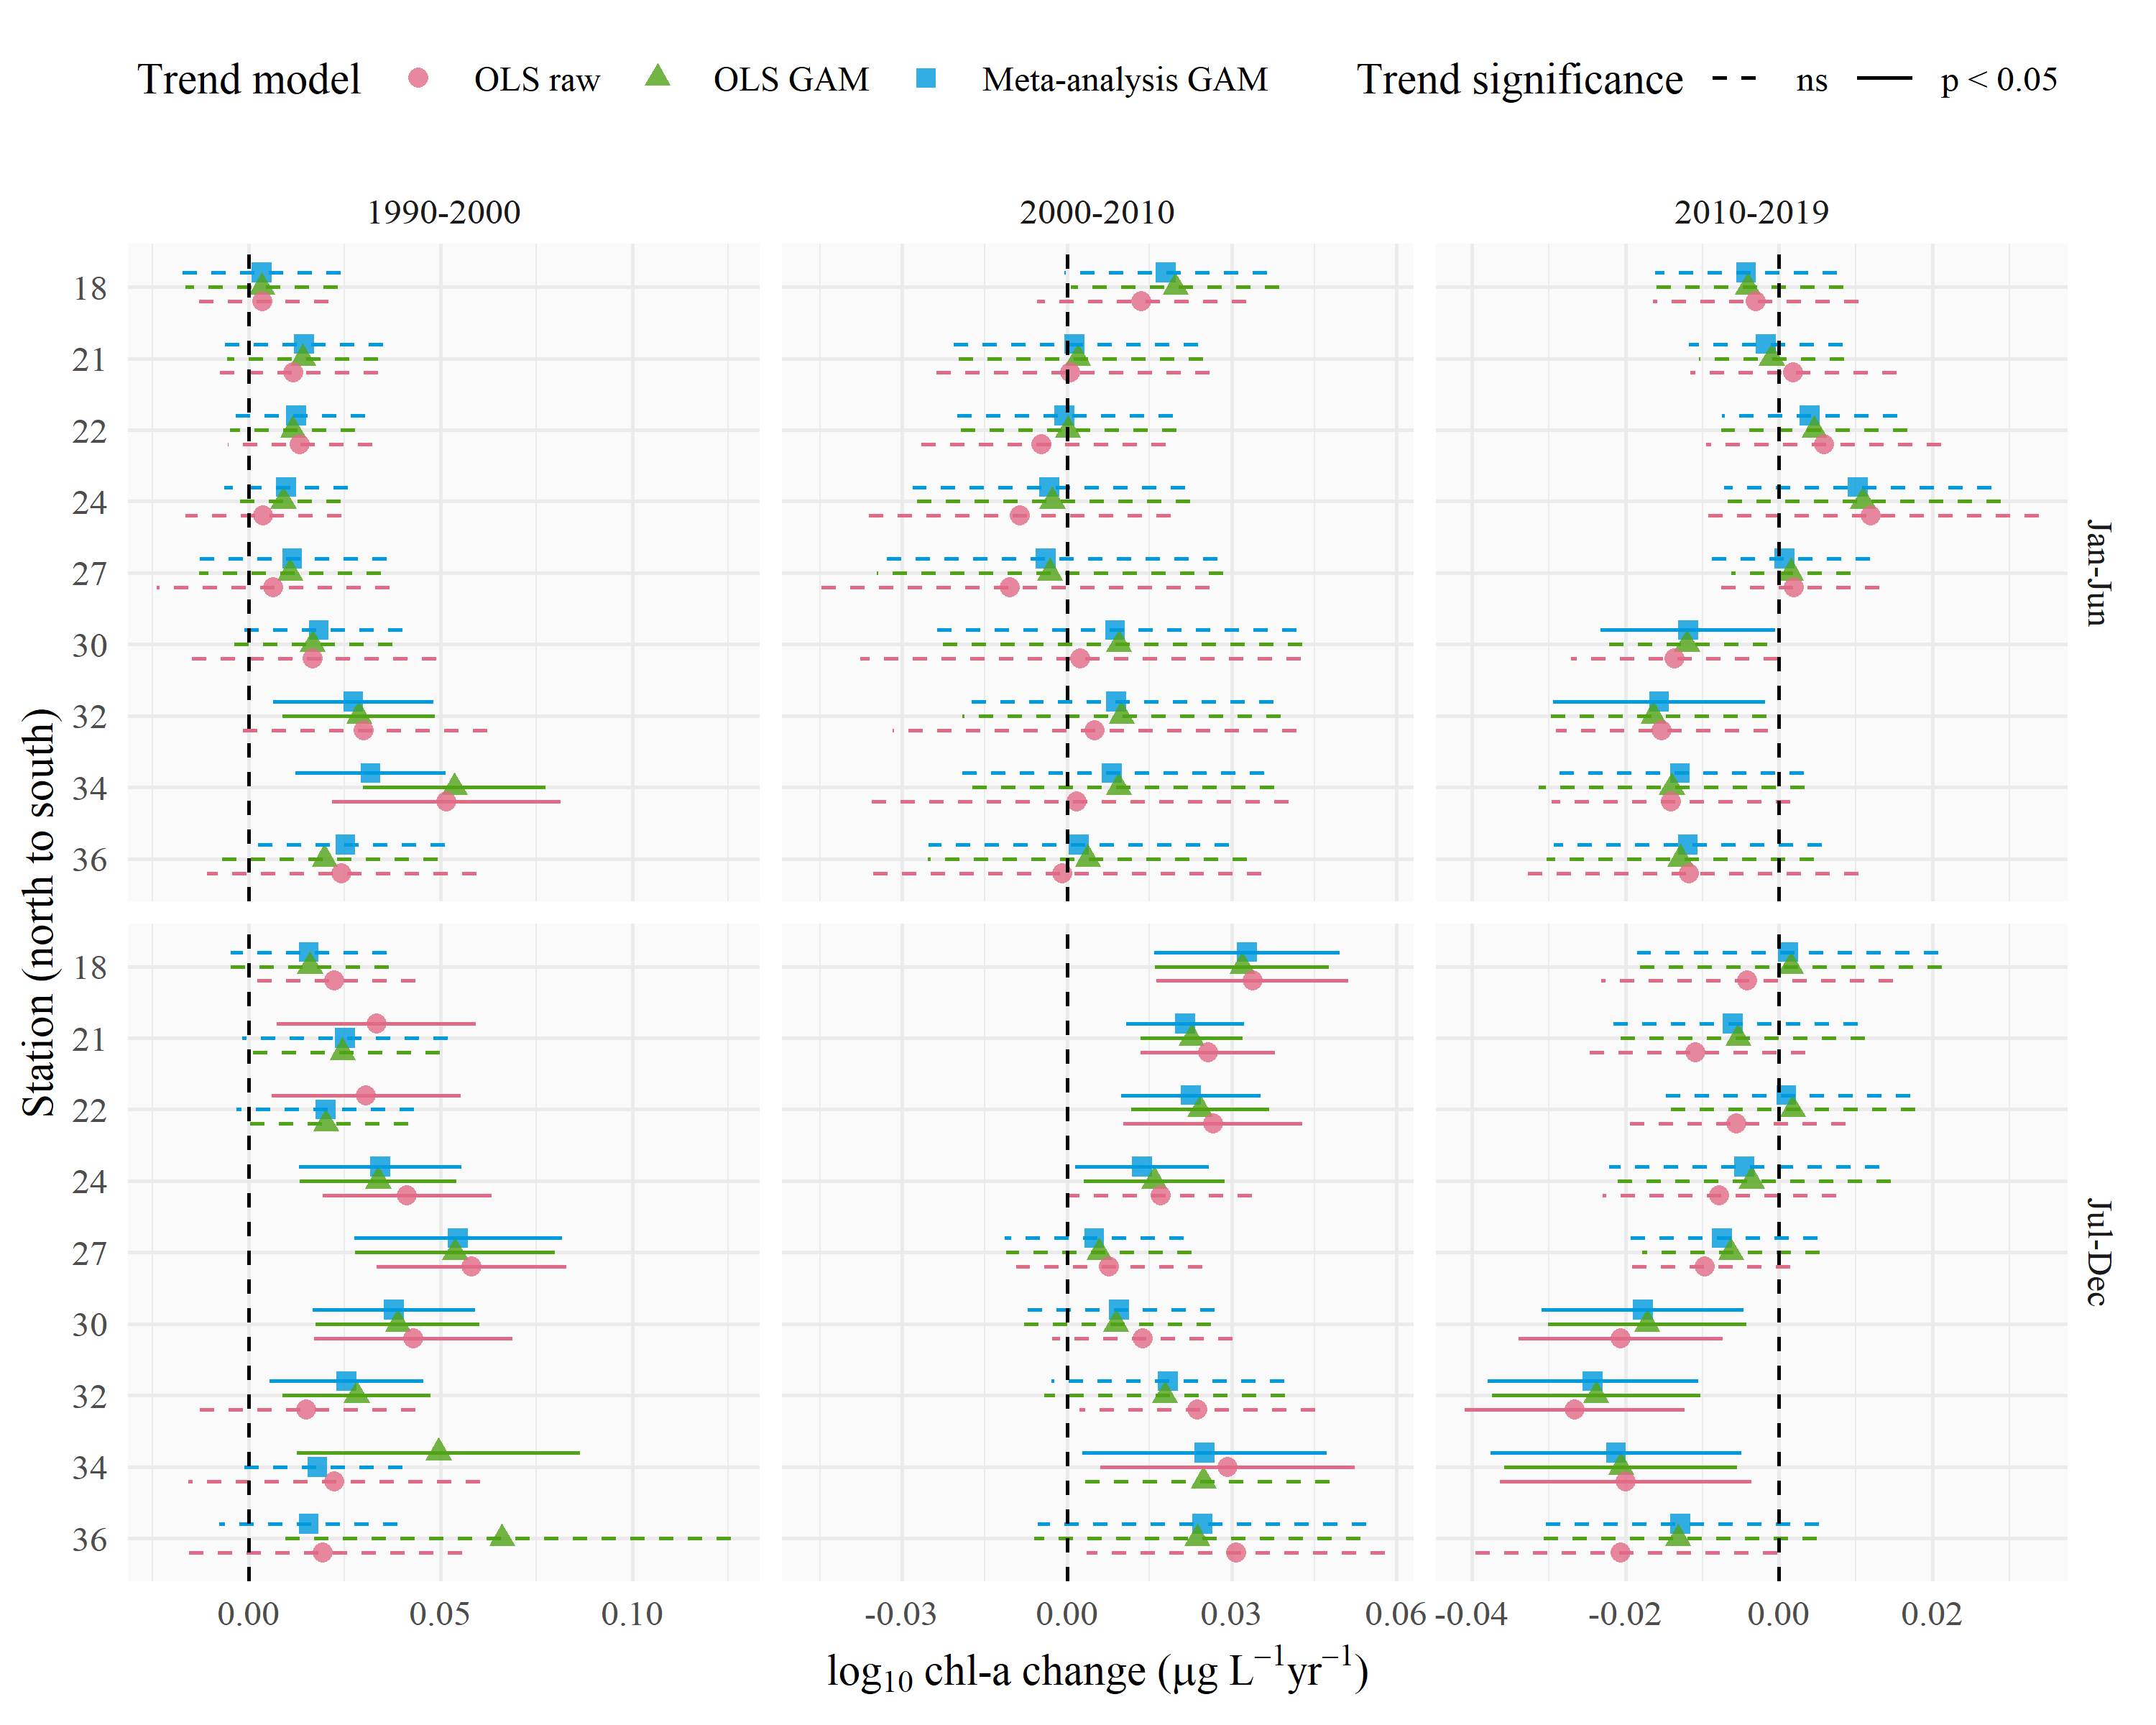 Trend model OLS raw OLS GAM Meta-analysis GAM Trend significance ns p < 0.05
1990-2000 2000-2010 2010-2019
18
21
22
24
27
30
32
34
36
Jan-Jun
18
21
22
24
27
30
32
34
36
Jul-Dec
Station (north to south)
0.00 0.05 0.10 -0.03 0.00 0.03 0.06 -0.04 -0.02 0.00 0.02
log₁₀ chl-a change (μg L⁻¹yr⁻¹)